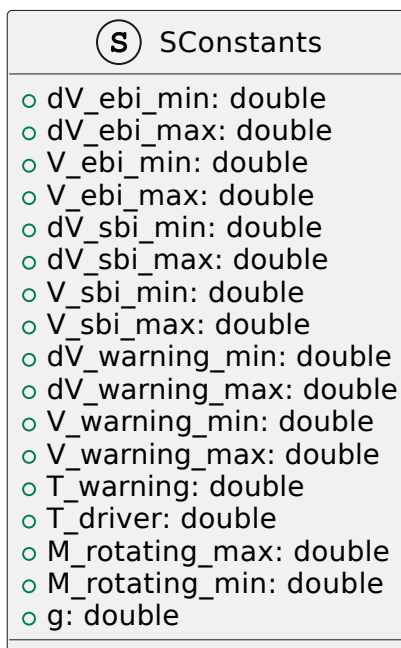 S SConstants
dV_ebi_min: double
dV_ebi_max: double
V_ebi_min: double
V_ebi_max: double
dV_sbi_min: double
dV_sbi_max: double
V_sbi_min: double
V_sbi_max: double
dV_warning_min: double
dV_warning_max: double
V_warning_min: double
V_warning_max: double
T_warning: double
T_driver: double
M_rotating_max: double
M_rotating_min: double
g: double